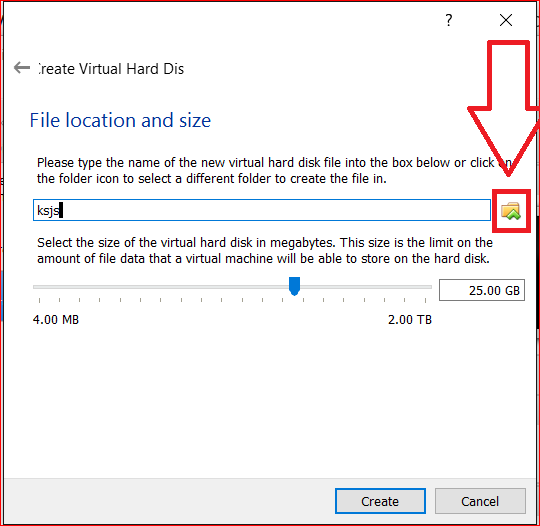 ?
Create Virtual Hard Dis
File location and size
Please type the name of the new virtual hard disk file into the box below or click on
the folder icon to select a different folder to create the file in.
ksjs
Select the size of the virtual hard disk in megabytes. This size is the limit on the
amount of file data that a virtual machine will be able to store on the hard disk.
25.00 GB
4.00 MB 2.00 TB
Create Cancel